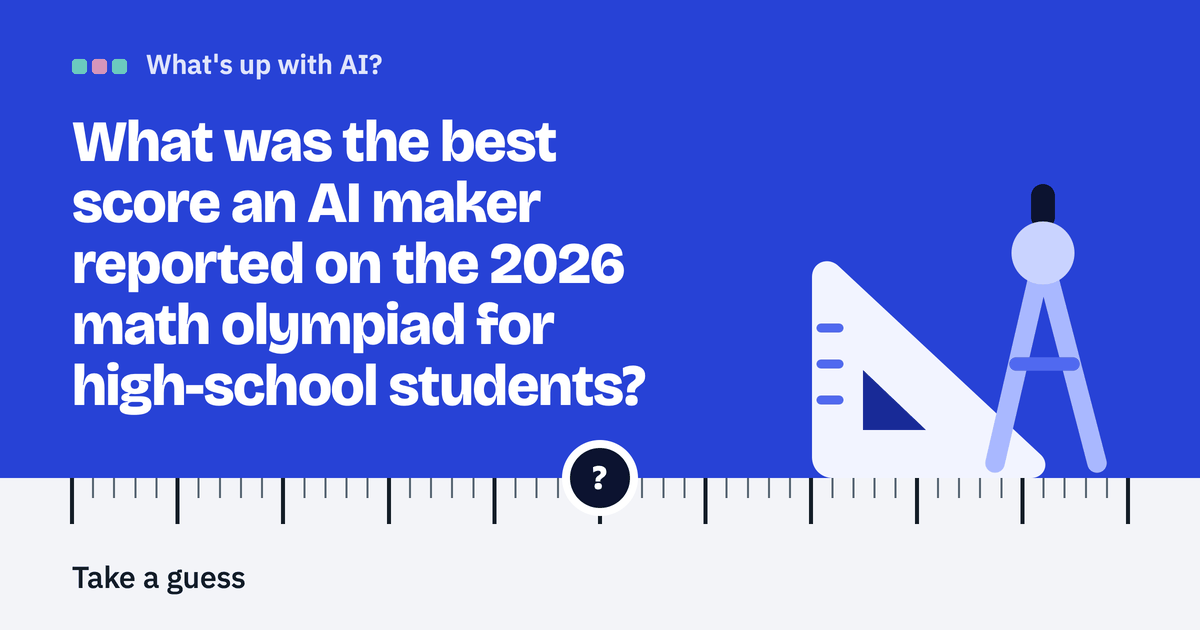 What's up with AI?
What was the best
score an AI maker
reported on the 2026
math olympiad for
high-school students?
?
Take a guess